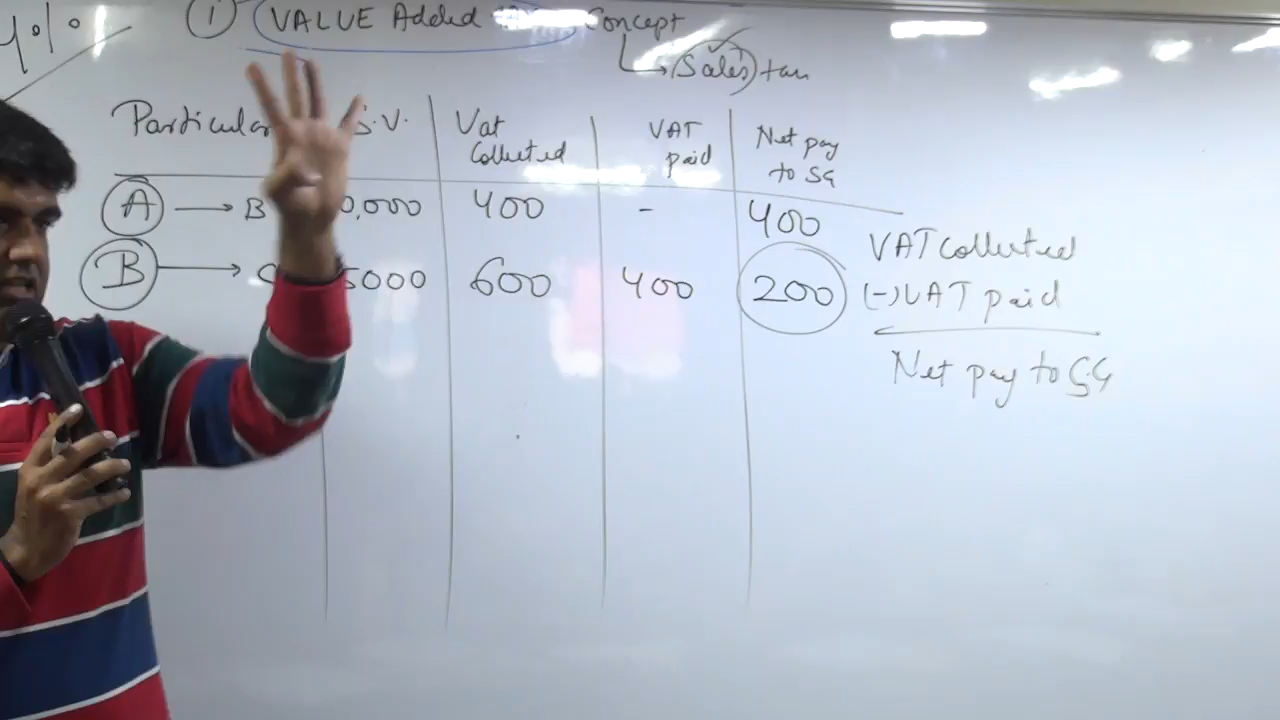 4%
① VALUE Added Concept
(Sales) tax
Particular S.V. Vat Collected VAT paid Net pay to SG
A → B 0,000 400 - 400
B → C 5000 600 400 200
VAT collected
(-) VAT paid
Net pay to SG